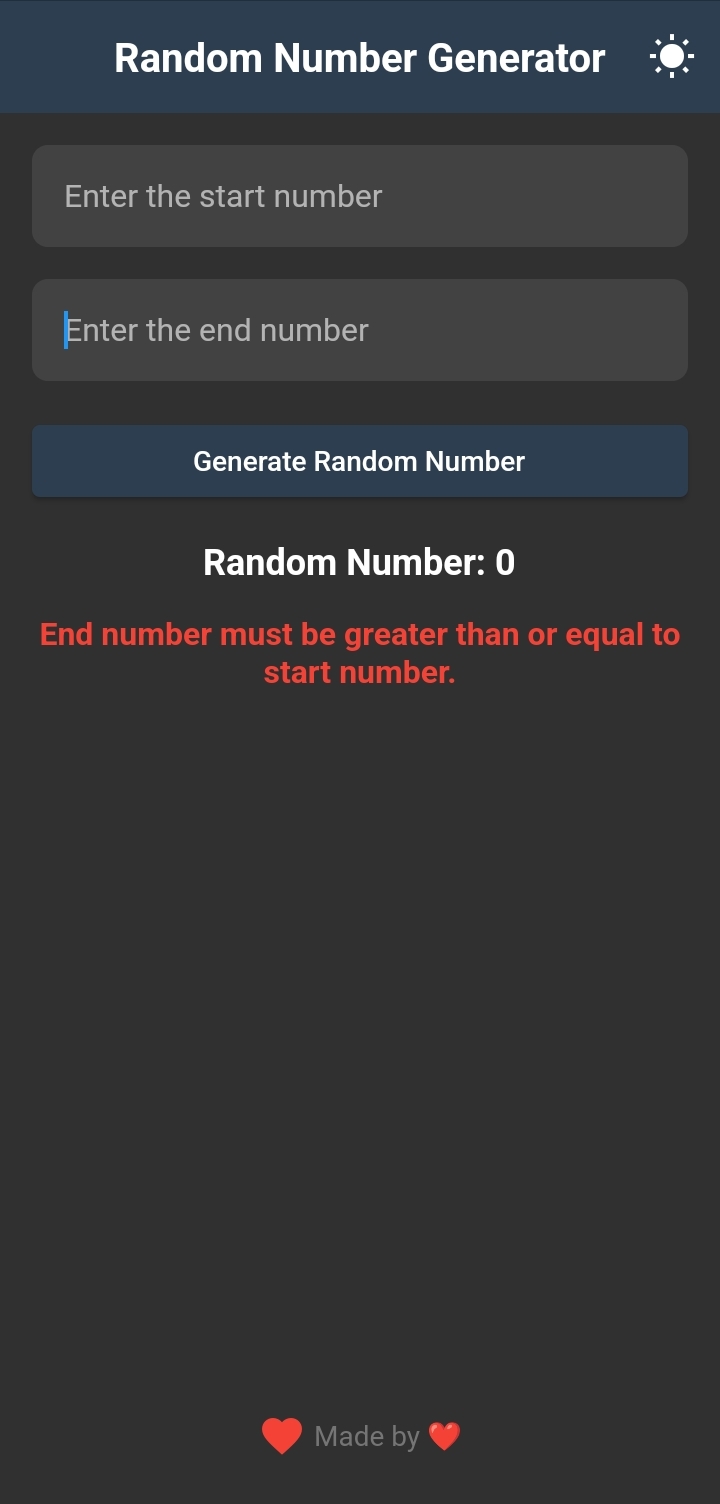 Random Number Generator
Enter the start number
Enter the end number
Generate Random Number
Random Number: 0
End number must be greater than or equal to
start number.
Made by ❤️